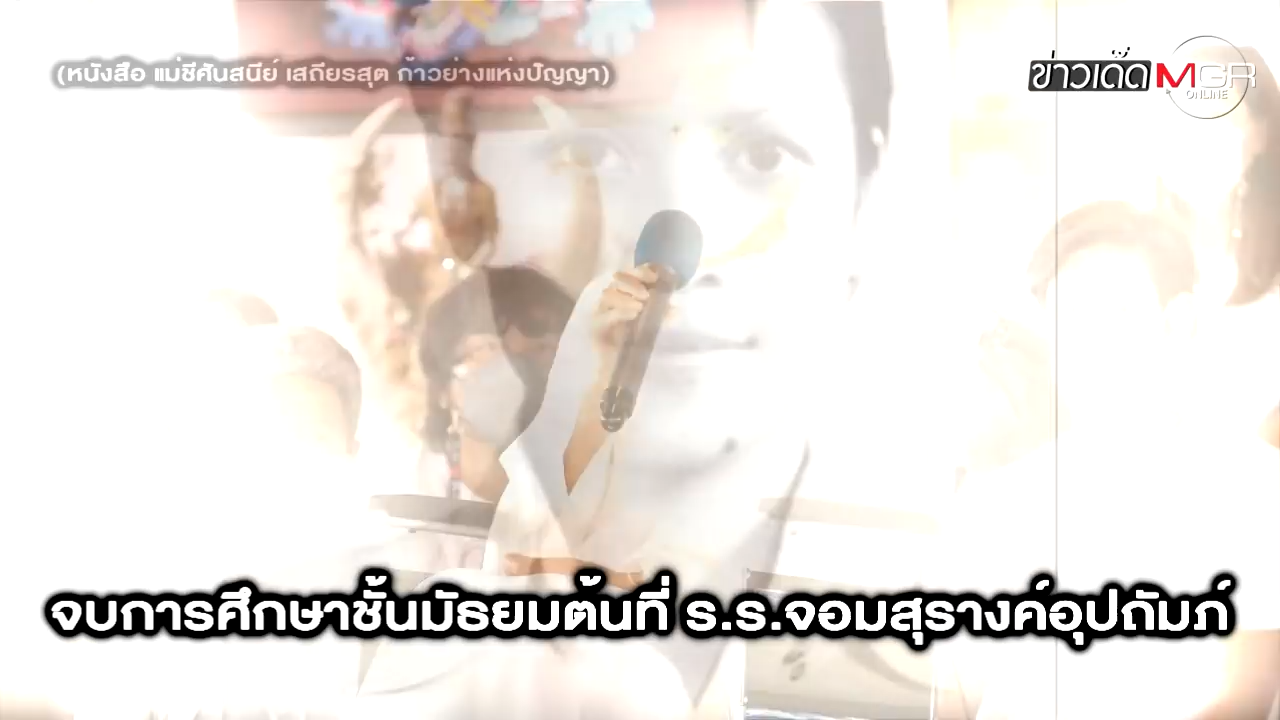 (หนังสือ แม่ชีศันสนีย์ เสถียรสุต ก้าวย่างแห่งปัญญา)
ข่าวเด็ด MGR
ONLINE
จบการศึกษาชั้นมัธยมต้นที่ ร.ร.จอมสุรางค์อุปถัมภ์